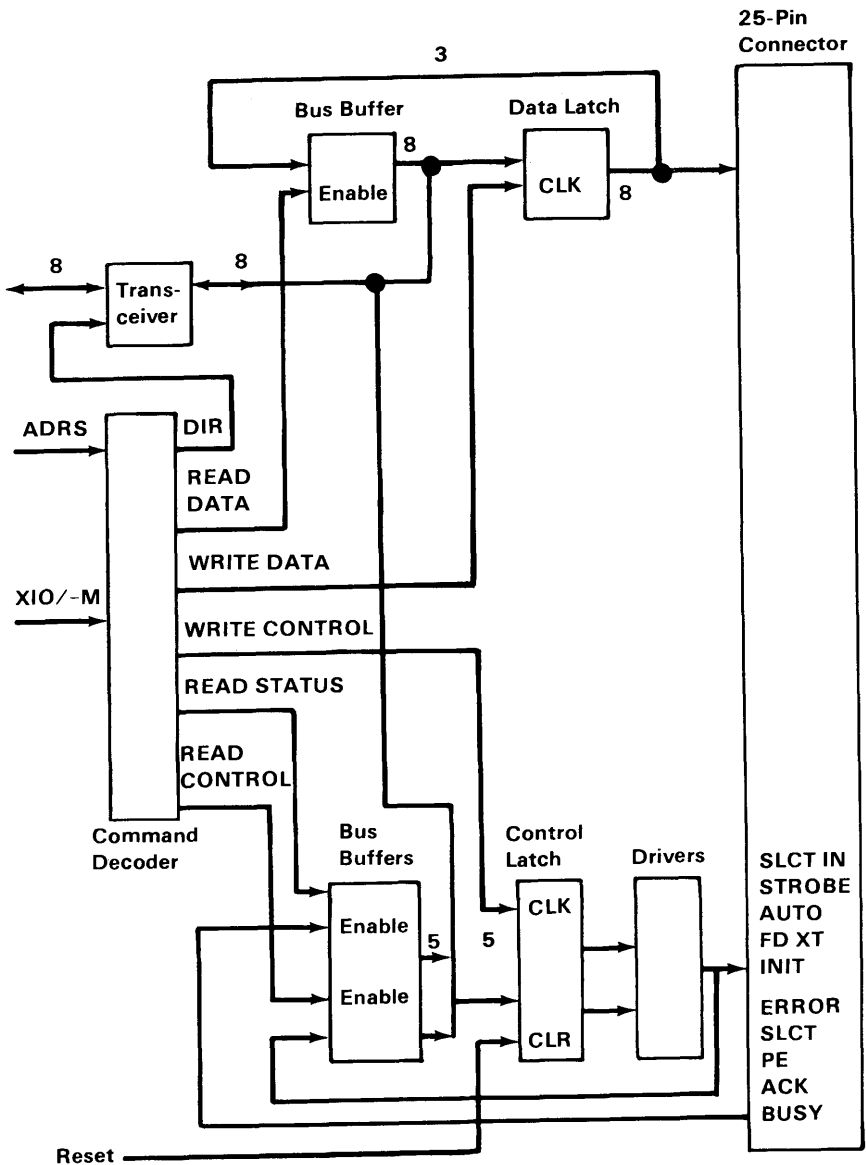 25-Pin
Connector
3
Bus Buffer
Data Latch
8
Enable
CLK
8
8
8
Trans-
ceiver
ADRS
DIR
READ
DATA
WRITE DATA
XIO/-M
WRITE CONTROL
READ STATUS
READ
CONTROL
Command
Decoder
Bus
Buffers
Control
Latch
Drivers
SLCT IN
STROBE
AUTO
FD XT
INIT
CLK
Enable
5
5
Enable
CLR
ERROR
SLCT
PE
ACK
BUSY
Reset